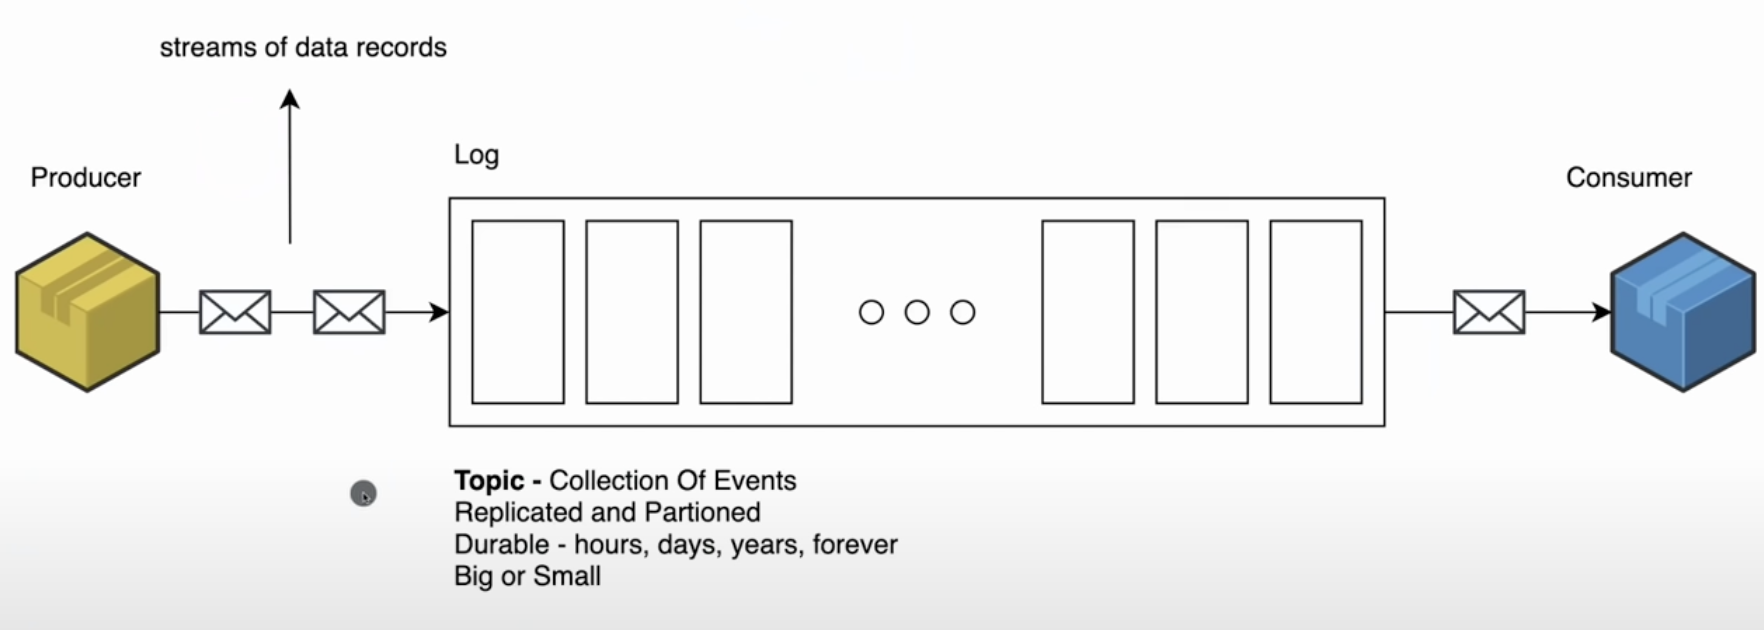 streams of data records
Log
Producer
Consumer
Topic - Collection Of Events
Replicated and Partioned
Durable - hours, days, years, forever
Big or Small